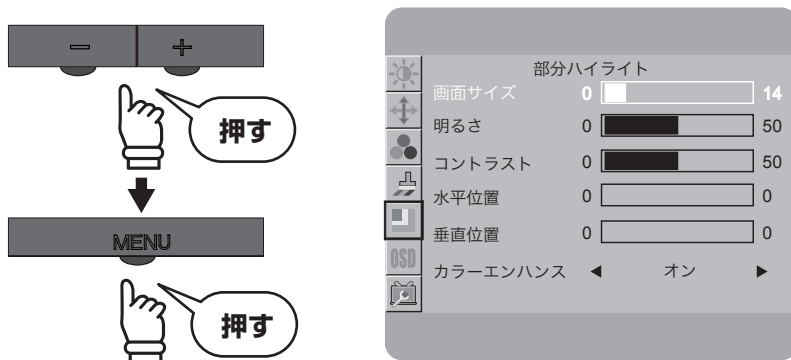 − +
押す
MENU
押す
部分ハイライト
画面サイズ 0 14
明るさ 0 50
コントラスト 0 50
水平位置 0 0
垂直位置 0 0
OSD
カラーエンハンス ◀ オン ▶